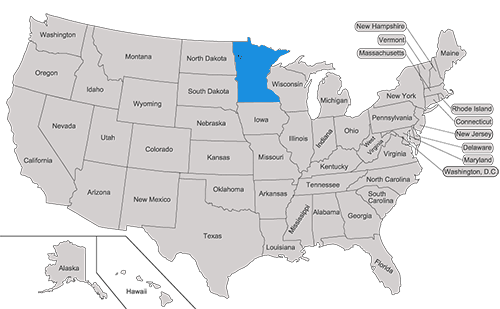 New Hampshire
Vermont
Massachusetts
Washington
Montana
North Dakota
Maine
Oregon
Idaho
Wyoming
South Dakota
Wisconsin
Michigan
New York
Rhode Island
Connecticut
New Jersey
Delaware
Maryland
Washington, D.C
Nevada
Utah
Colorado
Nebraska
Iowa
Illinois
Indiana
Ohio
Pennsylvania
California
Kansas
Missouri
Kentucky
West
Virginia
Virginia
Arizona
New Mexico
Oklahoma
Arkansas
Tennessee
North Carolina
South
Carolina
Texas
Louisiana
Mississippi
Alabama
Georgia
Florida
Alaska
Hawaii